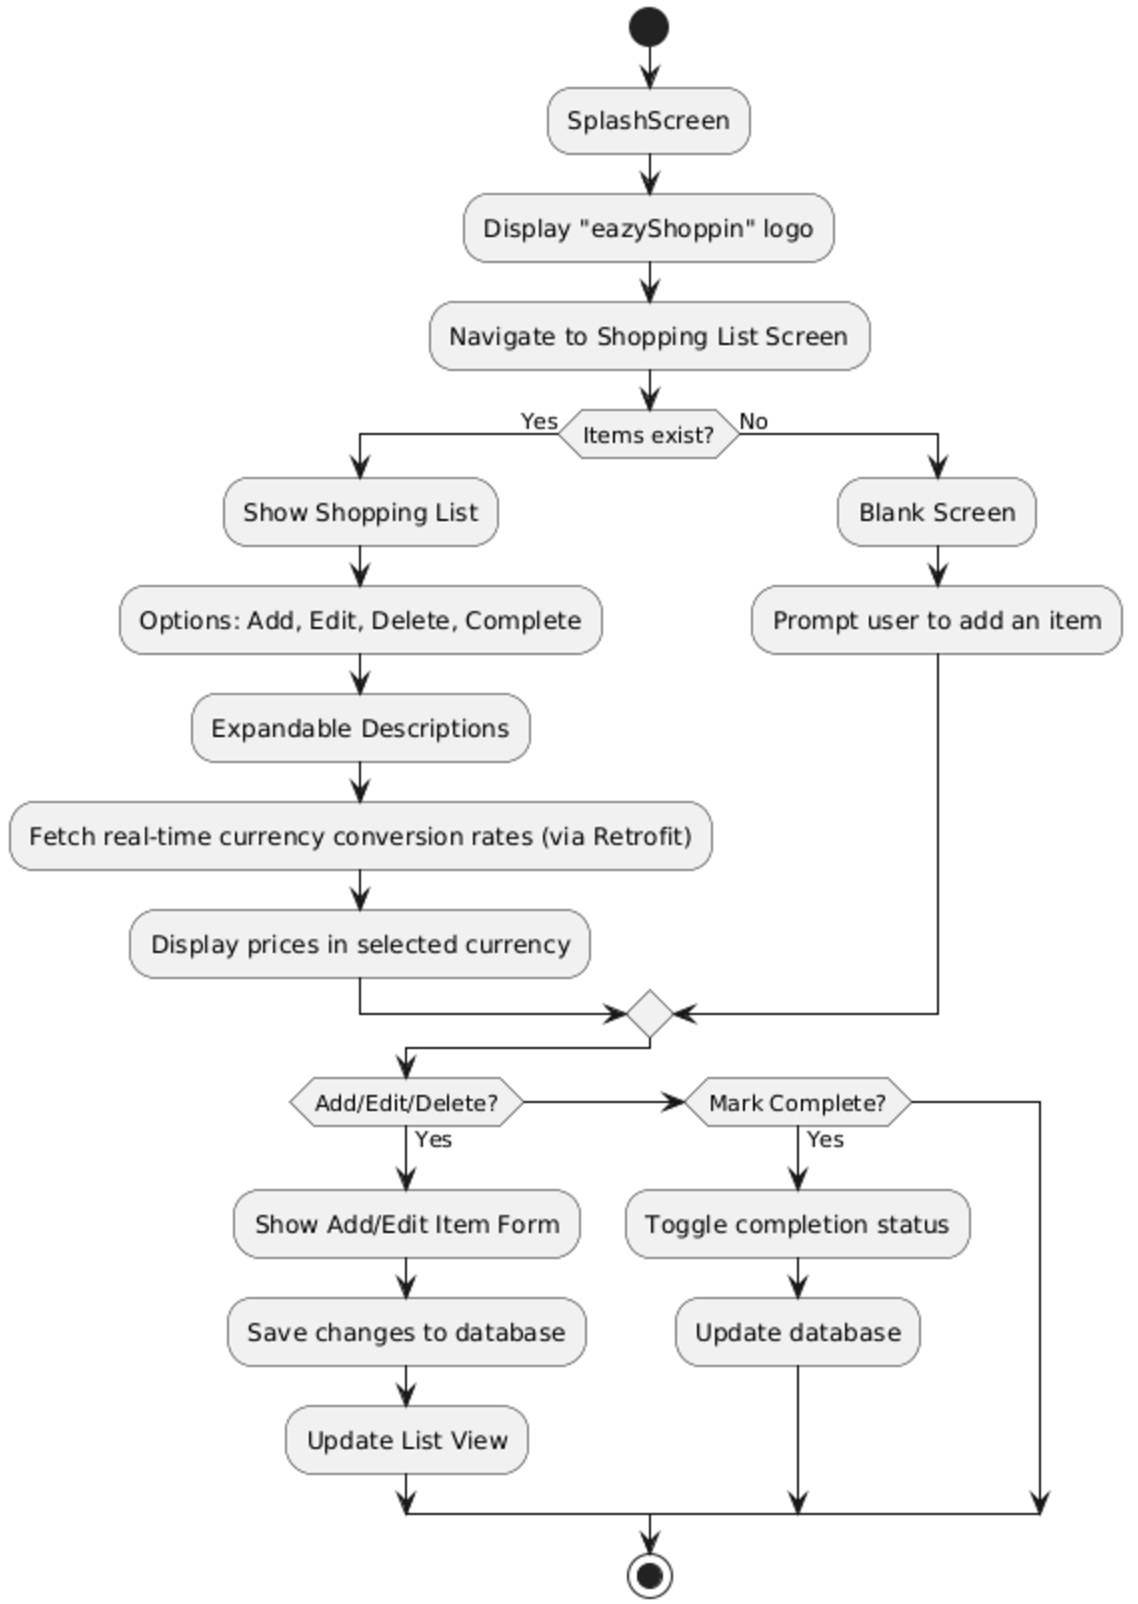 SplashScreen
Display "eazyShoppin" logo
Navigate to Shopping List Screen
Yes
Items exist?
No
Show Shopping List
Blank Screen
Options: Add, Edit, Delete, Complete
Prompt user to add an item
Expandable Descriptions
Fetch real-time currency conversion rates (via Retrofit)
Display prices in selected currency
Add/Edit/Delete?
Mark Complete?
Yes
Yes
Show Add/Edit Item Form
Toggle completion status
Save changes to database
Update database
Update List View